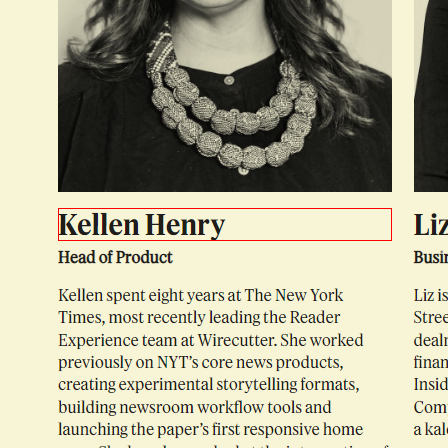 Kellen Henry
Liz
Head of Product
Busin
Kellen spent eight years at The New York
Times, most recently leading the Reader
Experience team at Wirecutter. She worked
previously on NYT's core news products,
creating experimental storytelling formats,
building newsroom workflow tools and
launching the paper's first responsive home
Liz is
Stree
dealn
finan
Insid
Com
a kal